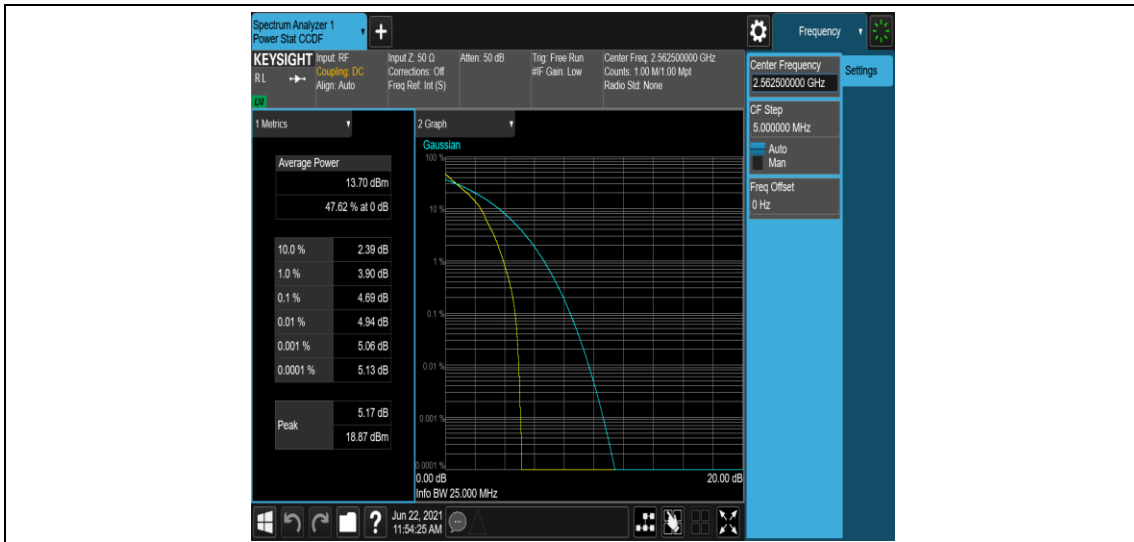 Spectrum Analyzer 1
Power Stat CCDF
+
Frequency
KEYSIGHT
RL
LXI
Input: RF
Coupling: DC
Align: Auto
Input Z: 50 Ω
Corrections: Off
Freq Ref: Int (S)
Atten: 50 dB
Trig: Free Run
#IF Gain: Low
Center Freq: 2.562500000 GHz
Counts: 1.00 M/1.00 Mpt
Radio Std: None
Center Frequency
2.562500000 GHz
Settings
CF Step
5.000000 MHz
Auto
Man
Freq Offset
0 Hz
1 Metrics
Average Power
13.70 dBm
47.62 % at 0 dB
10.0 % 2.39 dB
1.0 % 3.90 dB
0.1 % 4.69 dB
0.01 % 4.94 dB
0.001 % 5.06 dB
0.0001 % 5.13 dB
Peak
5.17 dB
18.87 dBm
2 Graph
Gaussian
100 %
10 %
1 %
0.1 %
0.01 %
0.001 %
0.0001 %
0.00 dB 20.00 dB
Info BW 25.000 MHz
?
Jun 22, 2021
11:54:25 AM